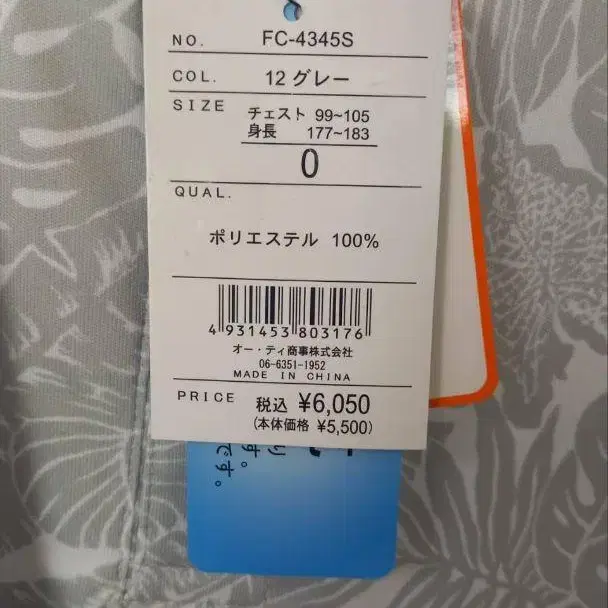 NO. FC-4345S
COL. 12 グレー
SIZE チェスト 99~105
身長 177~183
O
QUAL.
ポリエステル 100%
4 931453 803176
オー・ティ商事株式会社
06-6351-1952
MADE IN CHINA
PRICE 税込 ¥6,050
(本体価格 ¥5,500)
す。
です。